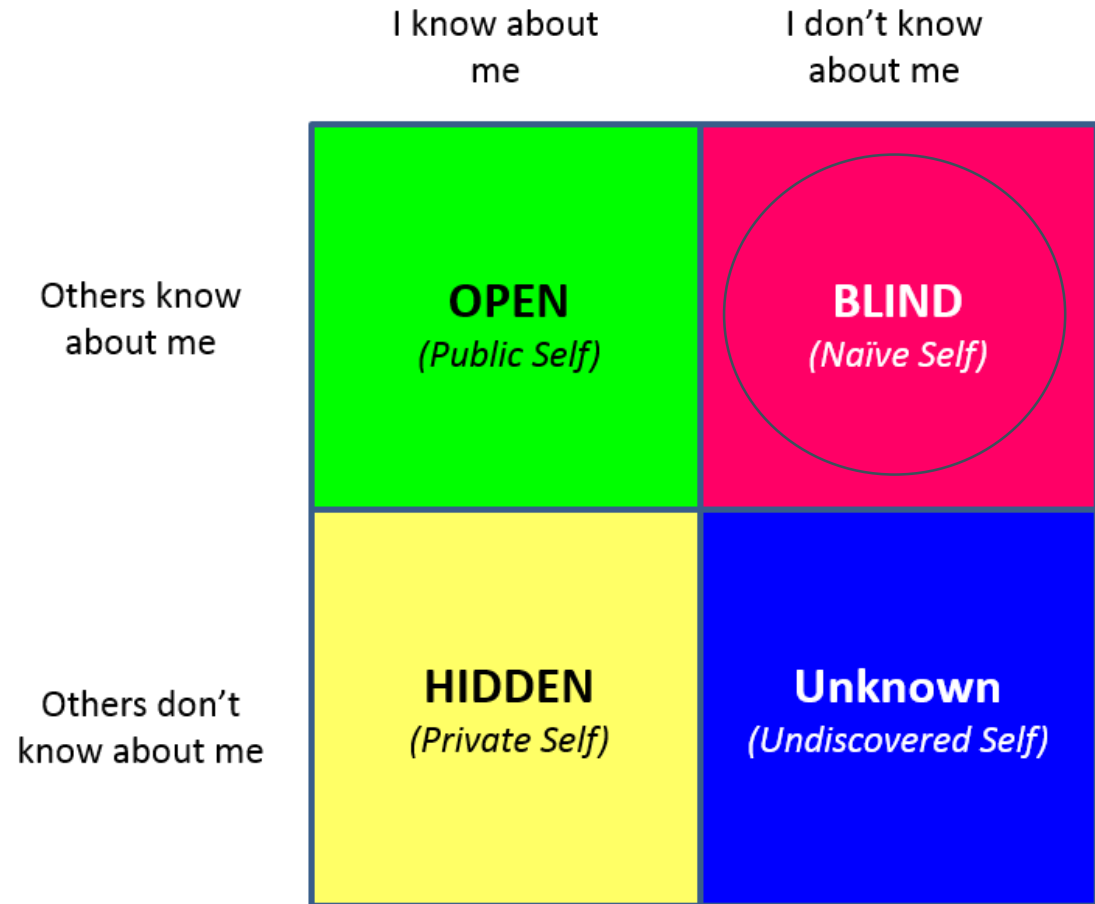 I know about
me
I don’t know
about me
Others know
about me
OPEN
(Public Self)
BLIND
(Naïve Self)
Others don’t
know about me
HIDDEN
(Private Self)
Unknown
(Undiscovered Self)